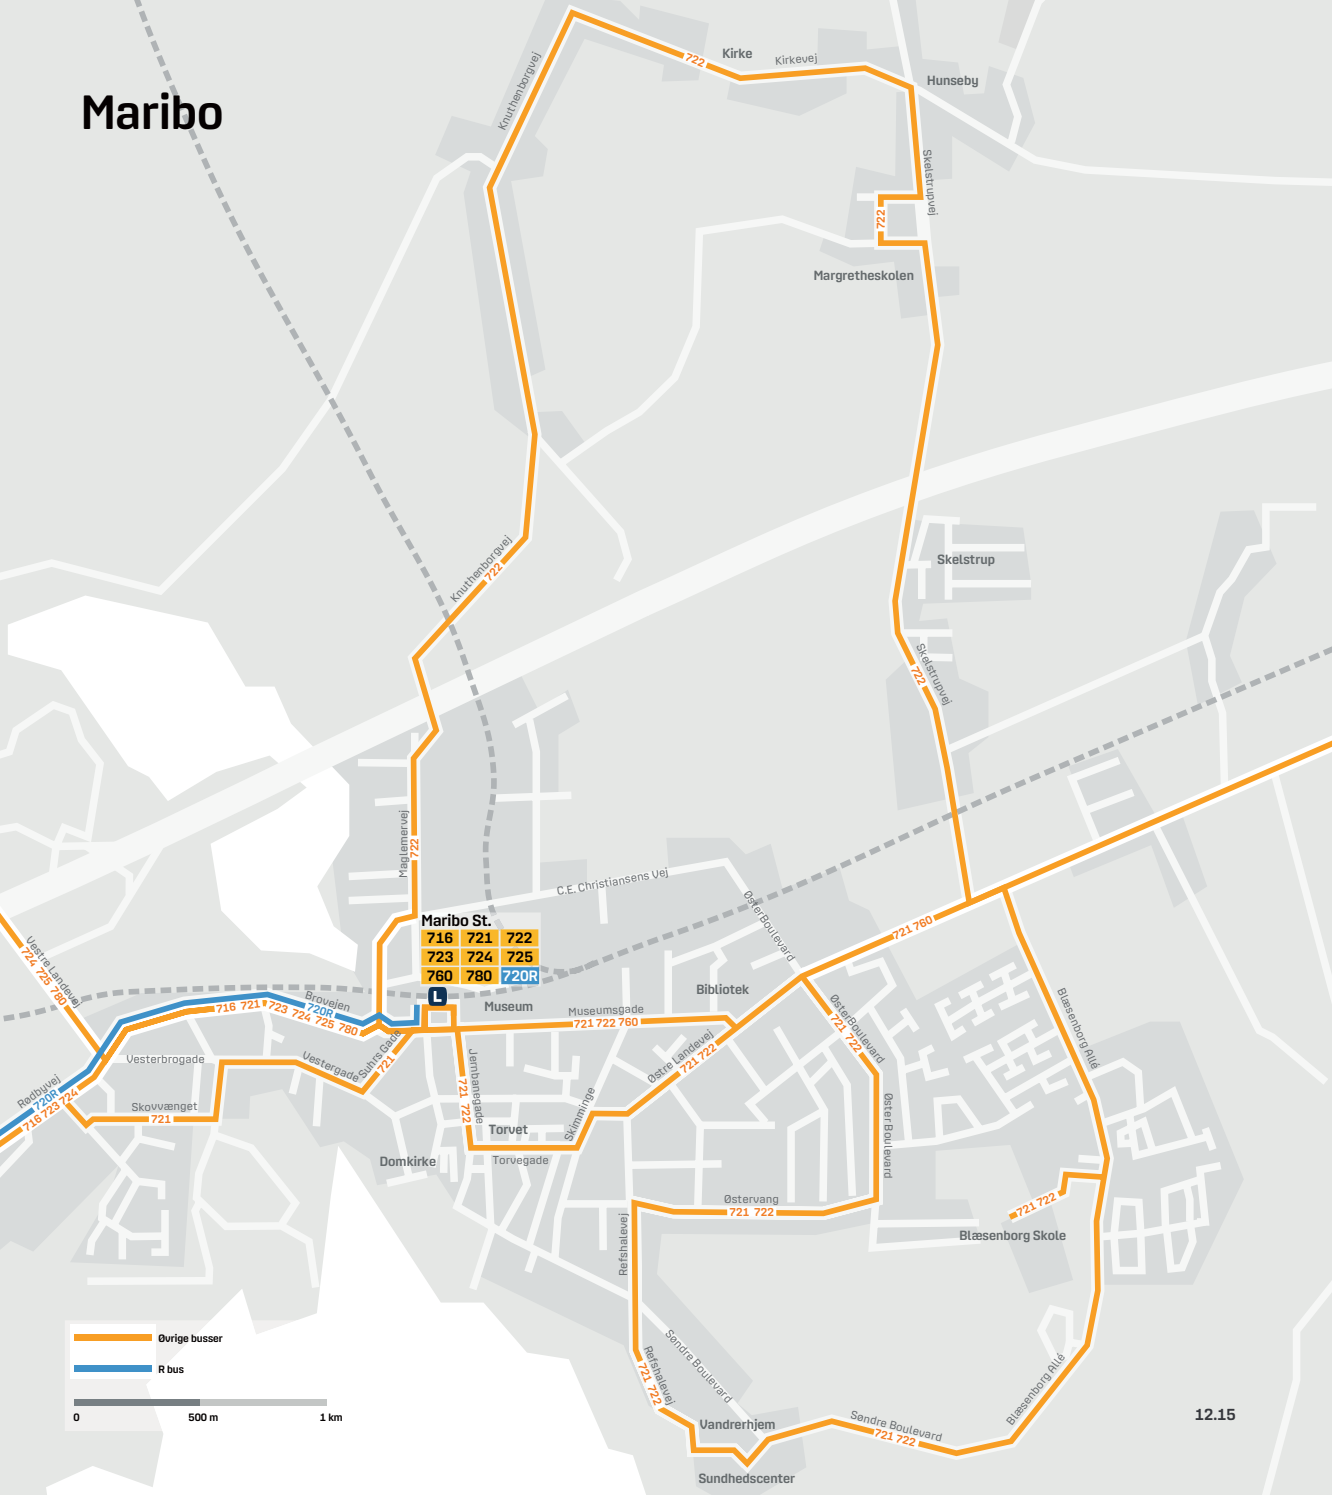 Maribo
Kirke
Kirkevej
Hunseby
722
Knuthenborgvej
Skelstrupvej
722
Margretheskolen
Knuthenborgvej
722
Skelstrup
Skelstrupvej
722
Maglemervej
722
C.E. Christiansens Vej
ØsterBoulevard
Maribo St.
716 721 722
723 724 725
760 780 720R
L
721 760
Vestre Landevej
724 725 780
Brovejen
720R
716 721 723 724 725 780
Museum
Museumsgade
721 722 760
Bibliotek
ØsterBoulevard
721 722
Blæsenborg Allé
Østre Landevej
721 722
Suhrs Gade
721
Vesterbrogade
Vestergade
Jernbanegade
721 722
Rødbyvej
720R
716 723 724
Skovvænget
721
Skimminge
Torvet
Torvegade
Domkirke
Øster Boulevard
Østervang
721 722
721 722
Blæsenborg Skole
Refshalevej
Refshalevej
721 722
Søndre Boulevard
Vandrerhjem
Sundhedscenter
Søndre Boulevard
721 722
Blæsenborg Allé
12.15
Øvrige busser
R bus
0 500 m 1 km